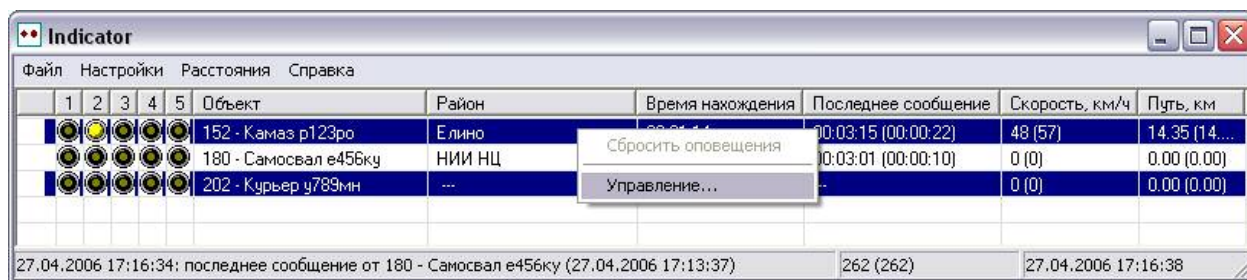 Indicator
Файл Настройки Расстояния Справка
1 2 3 4 5 Объект Район Время нахождения Последнее сообщение Скорость, км/ч Путь, км
152 - Камаз р123ро Елино 00:03:15 (00:00:22) 48 (57) 14.35 (14....
Сбросить оповещения
180 - Самосвал е456ку НИИ НЦ 00:03:01 (00:00:10) 0 (0) 0.00 (0.00)
Управление...
202 - Курьер у789мн --- 0 (0) 0.00 (0.00)
27.04.2006 17:16:34: последнее сообщение от 180 - Самосвал е456ку (27.04.2006 17:13:37) 262 (262) 27.04.2006 17:16:38